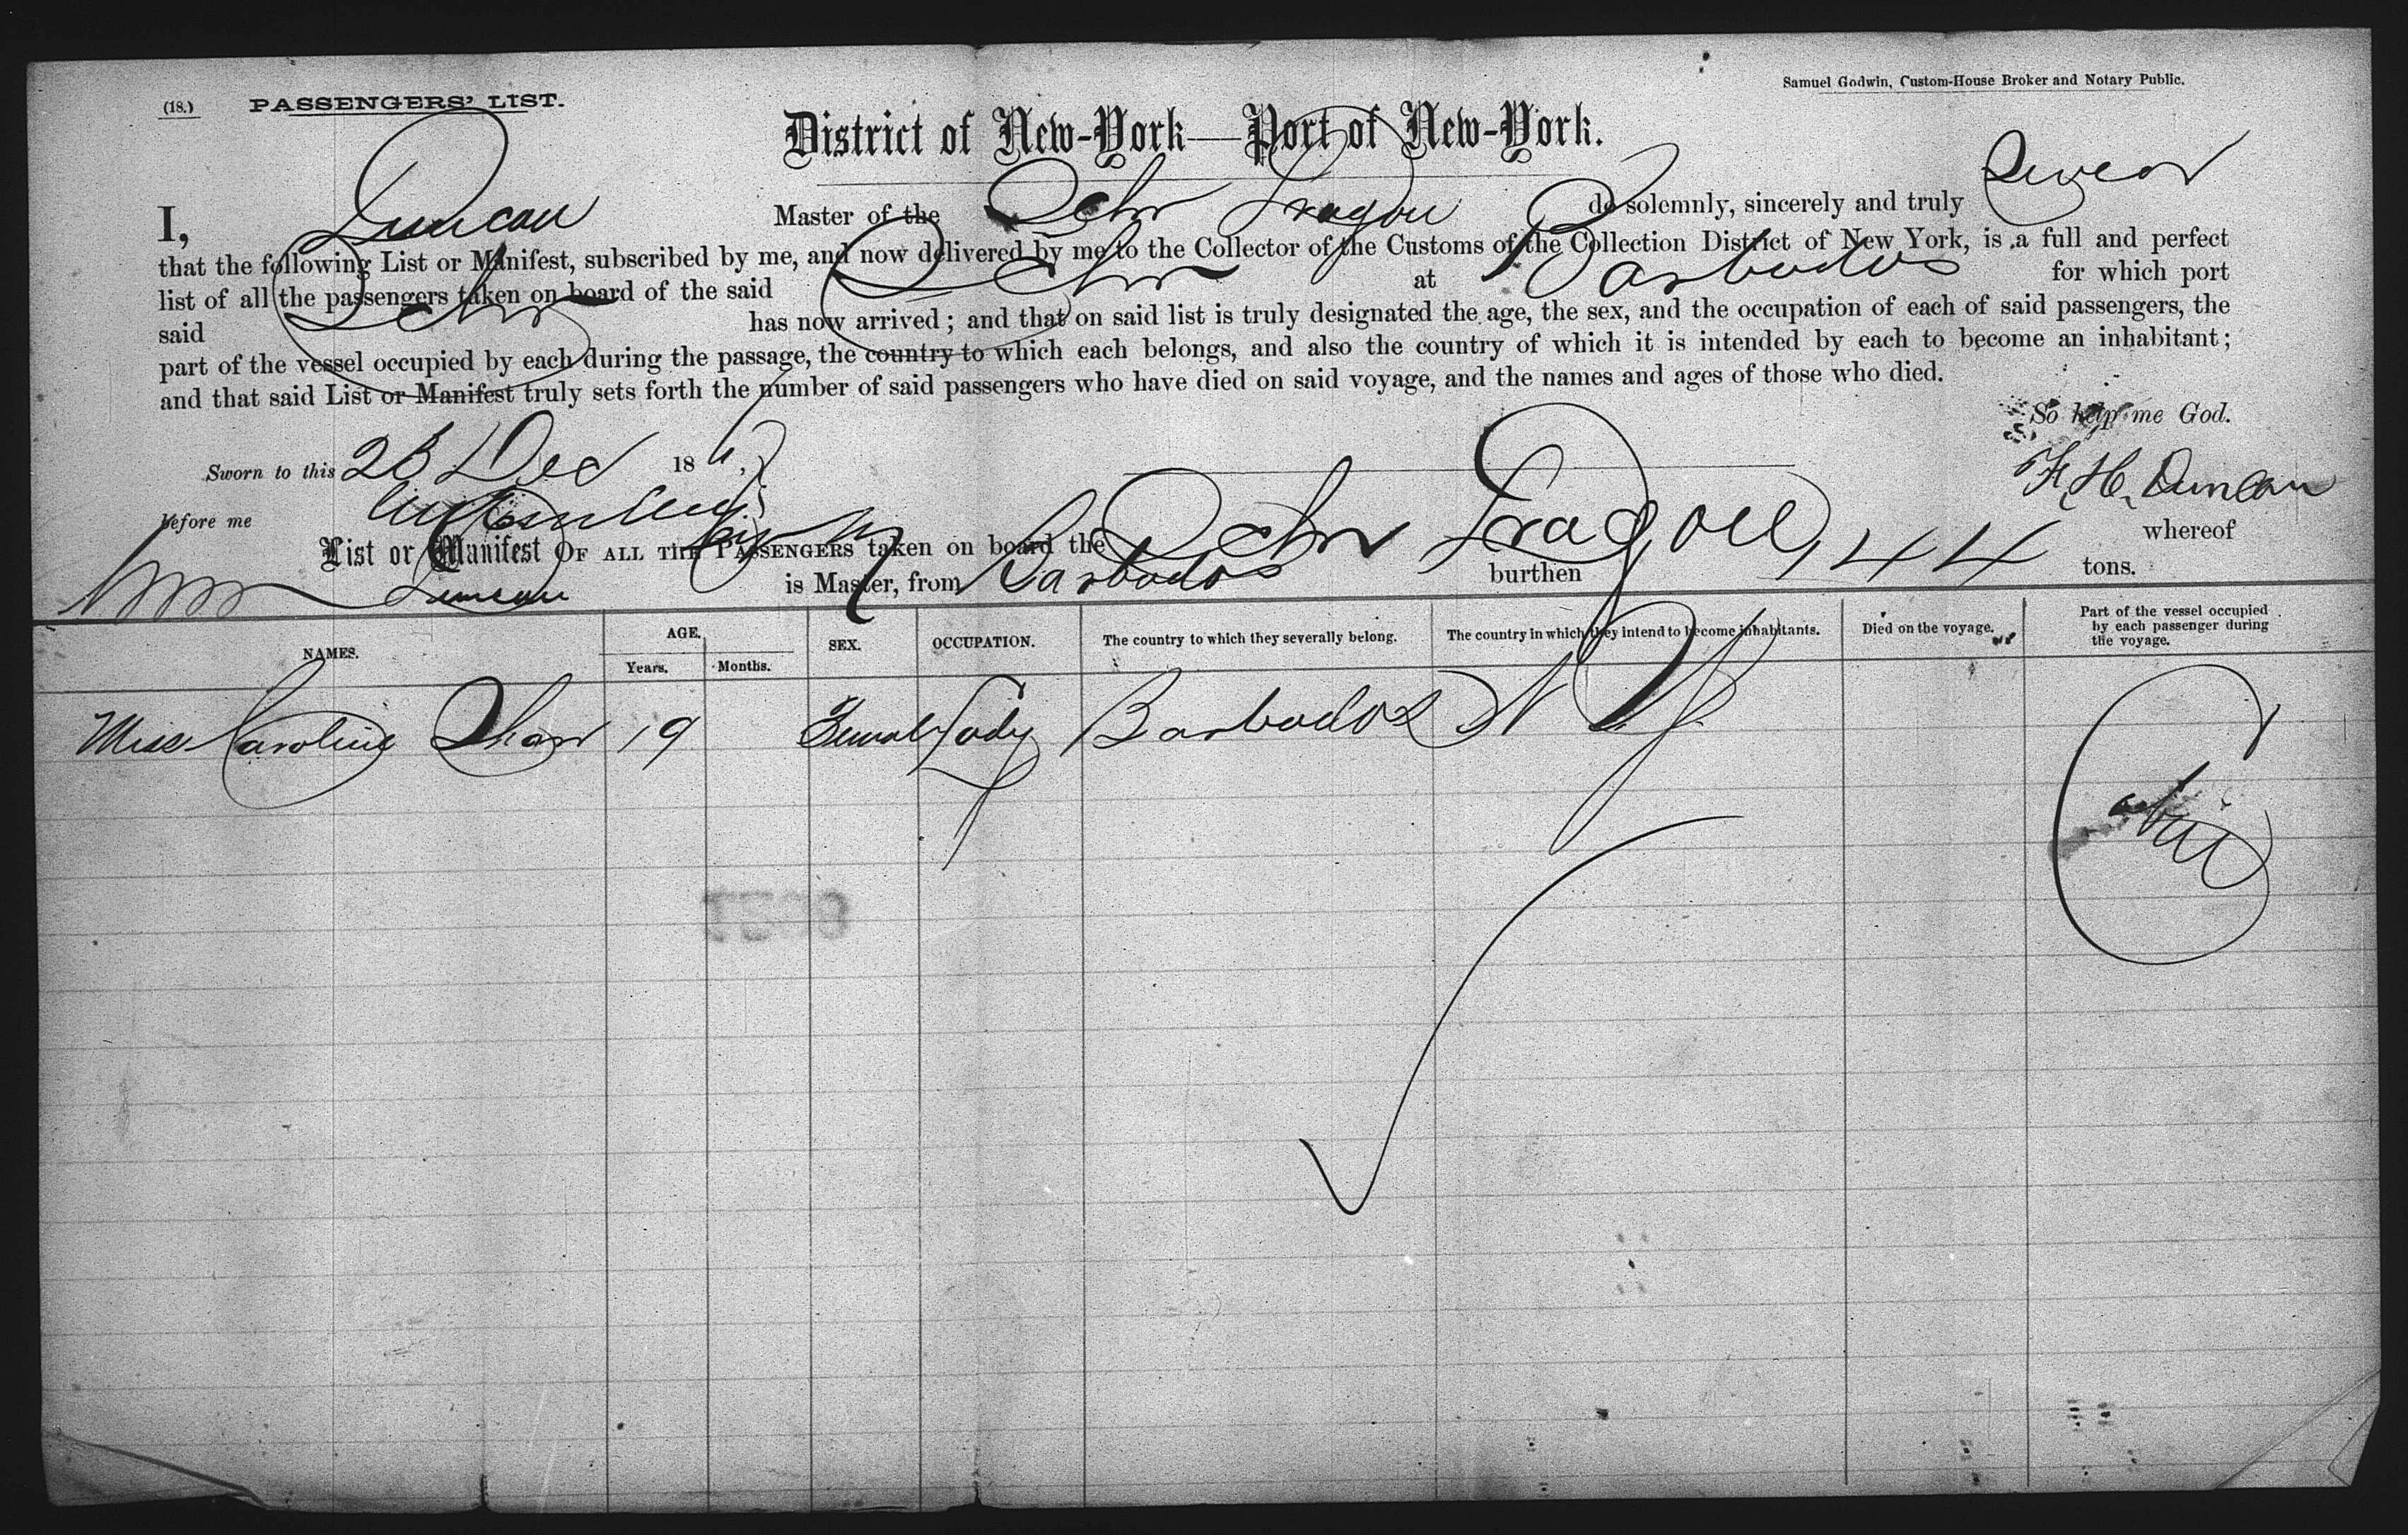 (18.) PASSENGERS' LIST.
Samuel Godwin, Custom-House Broker and Notary Public.
District of New-York—Port of New-York.
I, Duncan Master of the Schr Dragon do solemnly, sincerely and truly Swear
that the following List or Manifest, subscribed by me, and now delivered by me to the Collector of the Customs of the Collection District of New York, is a full and perfect
list of all the passengers taken on board of the said Schr at Barbados for which port
said Schr has now arrived; and that on said list is truly designated the age, the sex, and the occupation of each of said passengers, the
part of the vessel occupied by each during the passage, the country to which each belongs, and also the country of which it is intended by each to become an inhabitant;
and that said List or Manifest truly sets forth the number of said passengers who have died on said voyage, and the names and ages of those who died.
So help me God.
Sworn to this 23 Dec 186
F. H. Duncan
before me
List or Manifest OF ALL THE PASSENGERS taken on board the Schr Dragon whereof
Duncan is Master, from Barbados burthen 144 tons.
NAMES. AGE. Years. Months. SEX. OCCUPATION. The country to which they severally belong. The country in which they intend to become inhabitants. Died on the voyage. Part of the vessel occupied by each passenger during the voyage.
Miss Caroline Shaw 19 Female Lady Barbados N Y Cabin